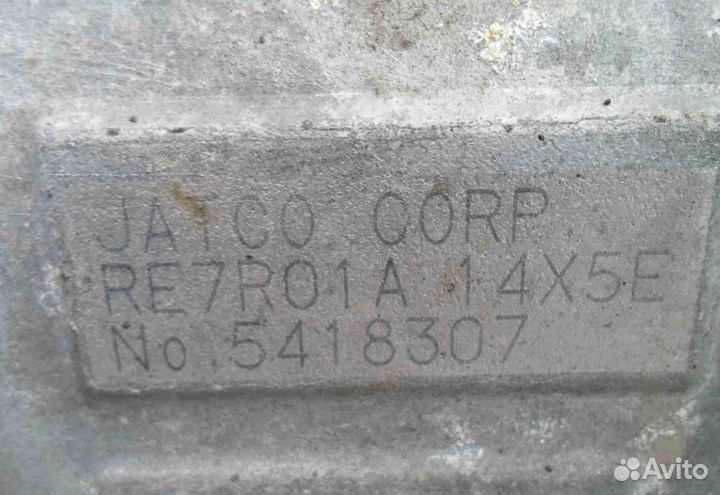 JATCO CORP
RE7R01A 14X5E
No.5418307
Avito